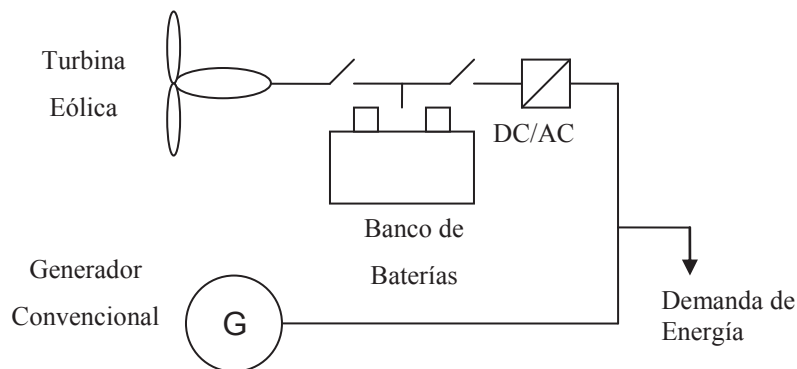 Turbina
Eólica
DC/AC
Banco de
Baterías
Generador
Convencional
G
Demanda de
Energía